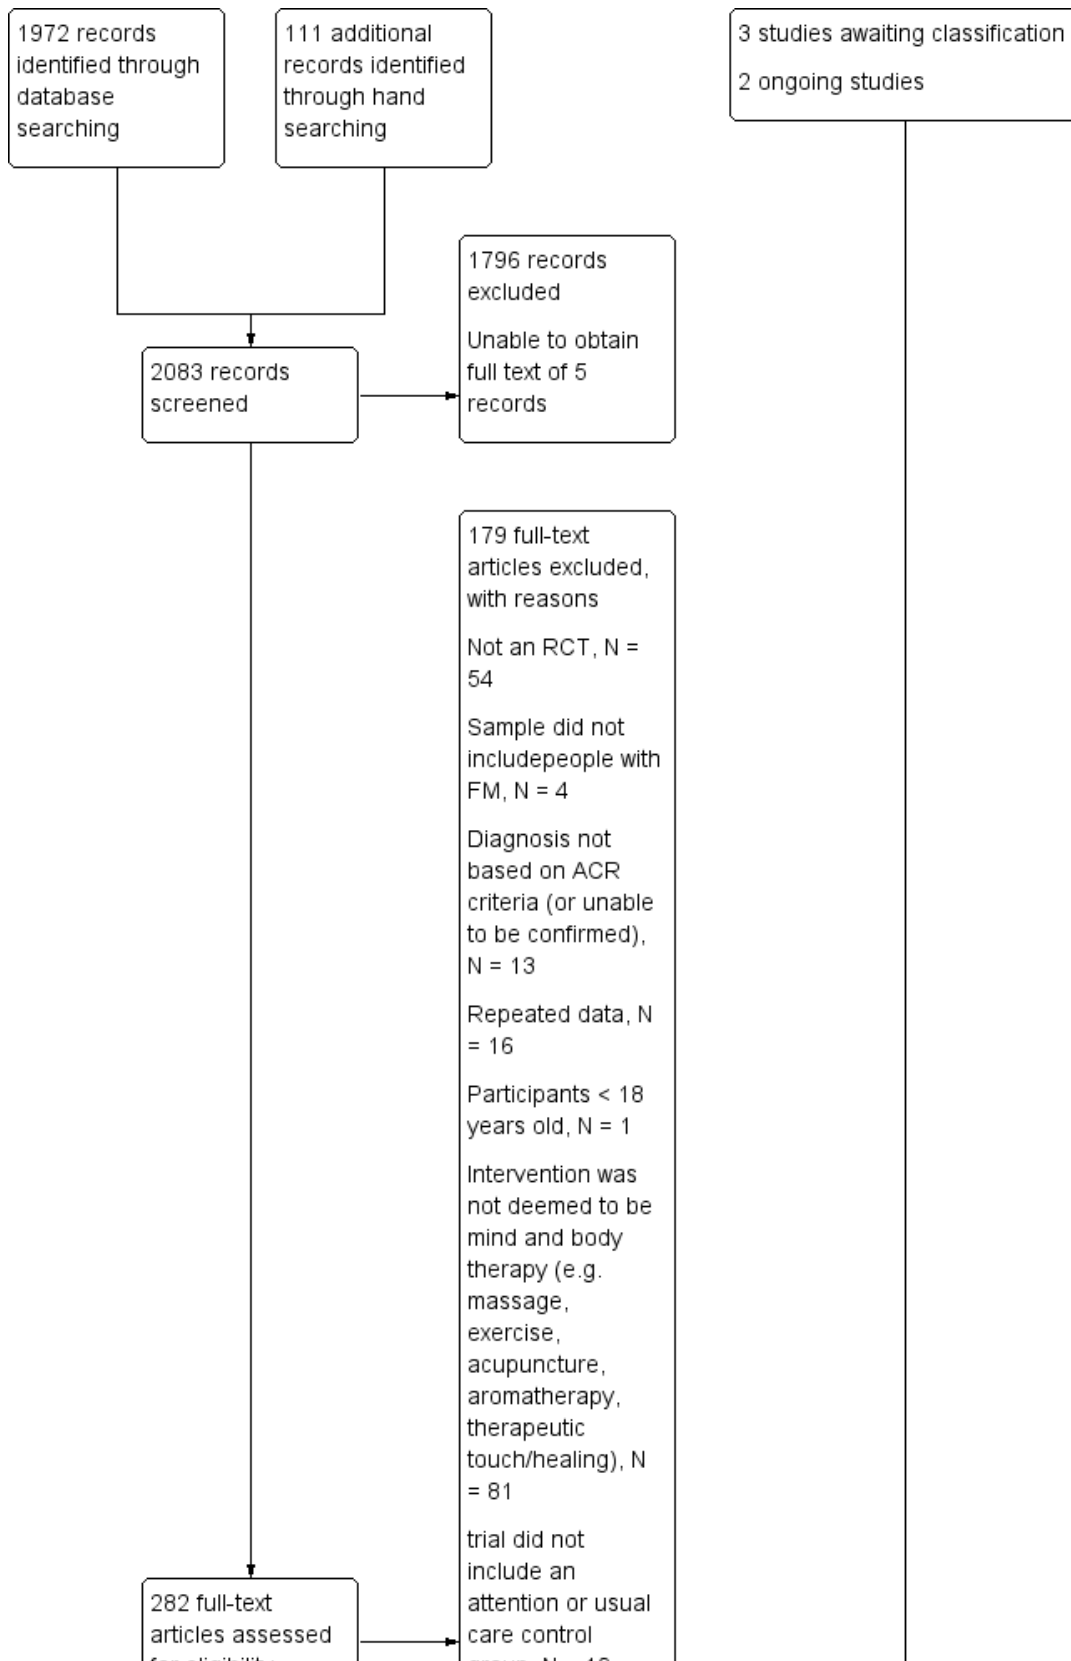 1972 records
identified through
database
searching
111 additional
records identified
through hand
searching
3 studies awaiting classification
2 ongoing studies
1796 records
excluded
Unable to obtain
full text of 5
records
2083 records
screened
179 full-text
articles excluded,
with reasons
Not an RCT, N =
54
Sample did not
includepeople with
FM, N = 4
Diagnosis not
based on ACR
criteria (or unable
to be confirmed),
N = 13
Repeated data, N
= 16
Participants < 18
years old, N = 1
Intervention was
not deemed to be
mind and body
therapy (e.g.
massage,
exercise,
acupuncture,
aromatherapy,
therapeutic
touch/healing), N
= 81
trial did not
include an
attention or usual
care control
282 full-text
articles assessed
for eligibility